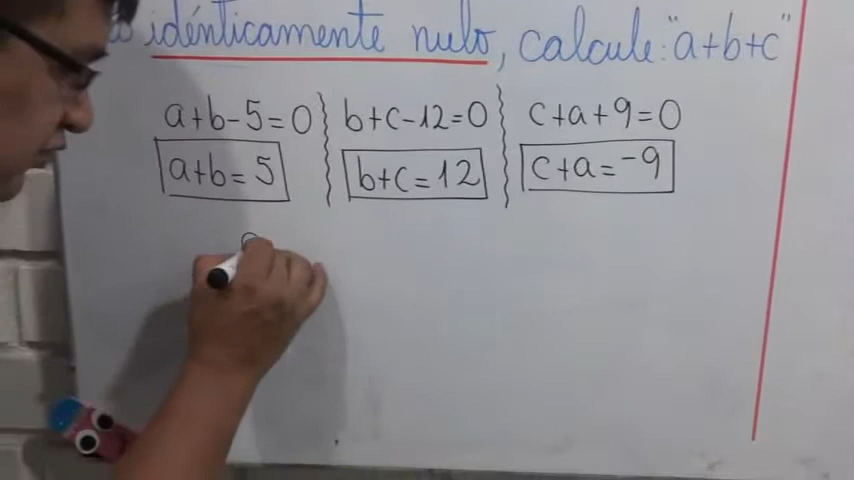 idénticamente nulo, calcule: "a+b+c"
a+b-5=0 b+c-12=0 c+a+9=0
a+b=5 b+c=12 c+a=-9